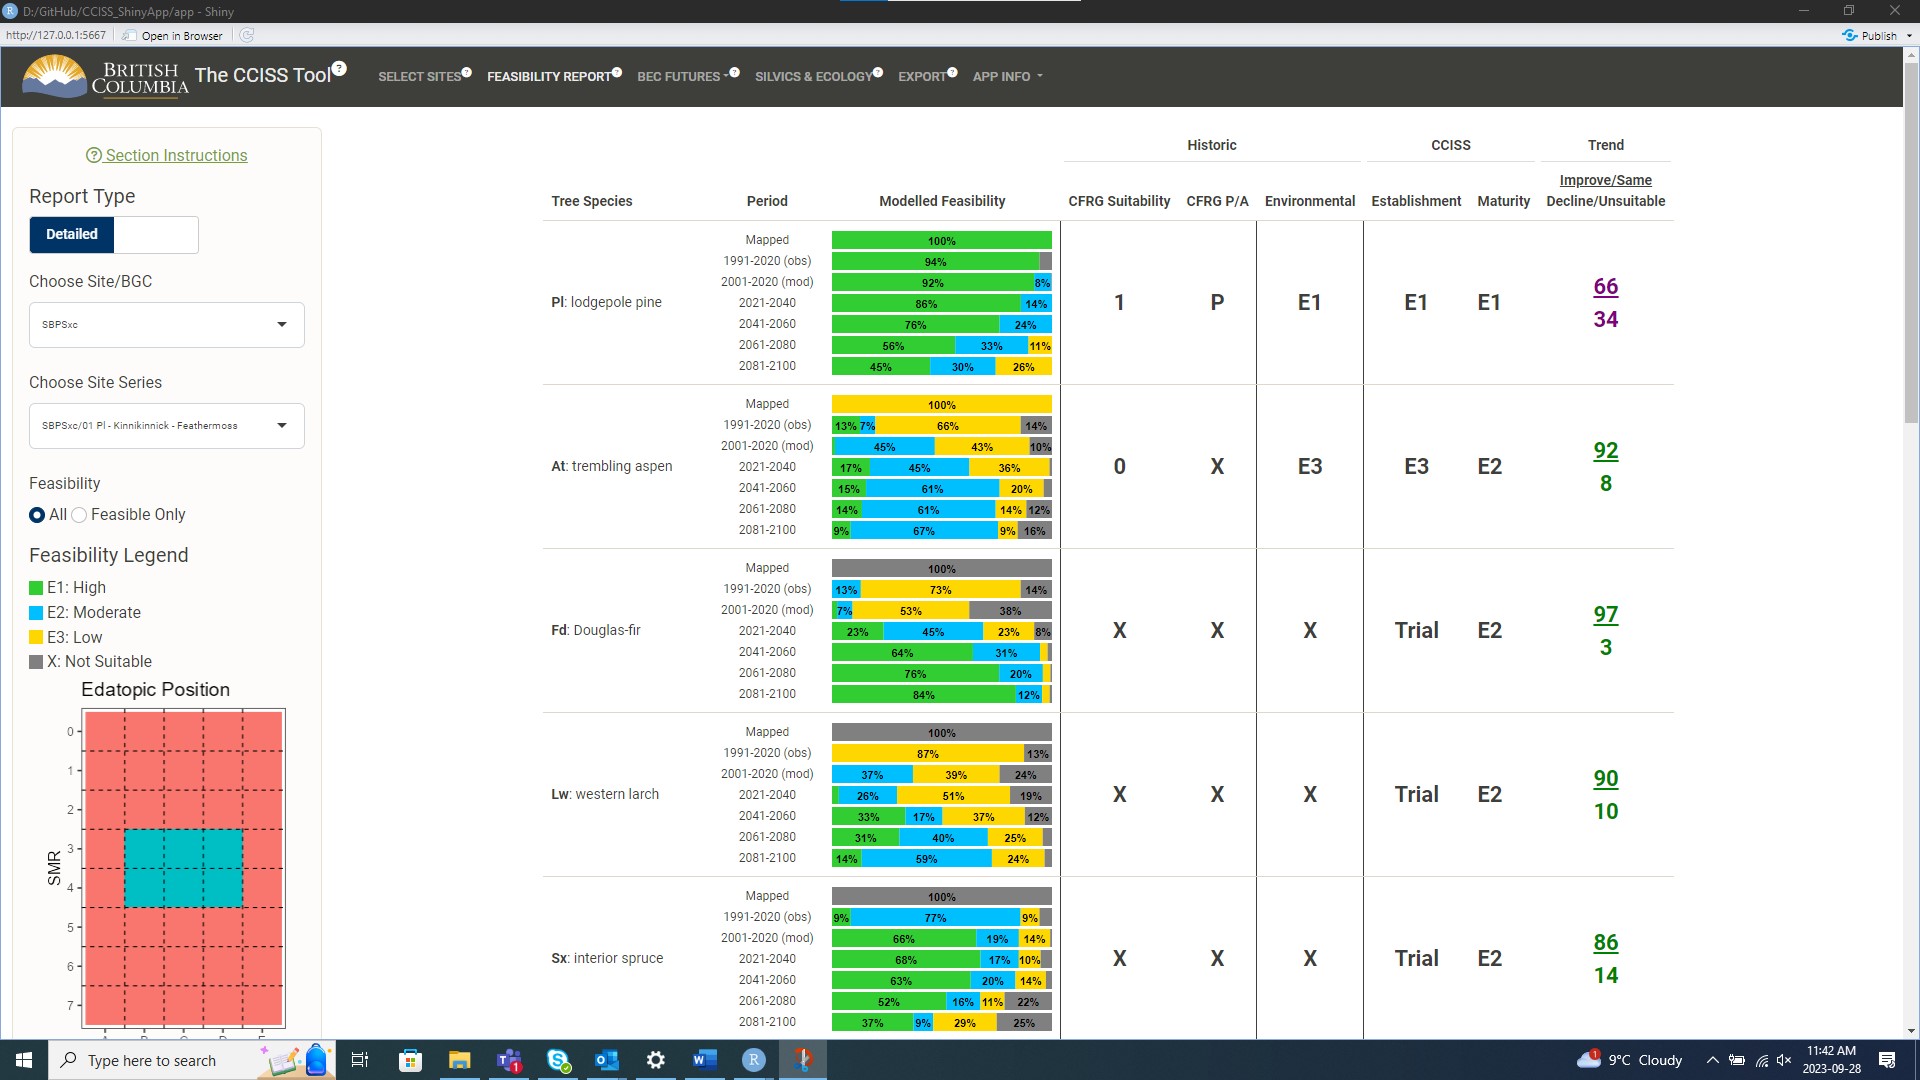 D:/GitHub/CCISS_ShinyApp/app - Shiny
http://127.0.0.1:5667 Open in Browser Publish
BRITISH COLUMBIA The CCISS Tool ? SELECT SITES ? FEASIBILITY REPORT ? BEC FUTURES ? SILVICS & ECOLOGY ? EXPORT ? APP INFO
? Section Instructions
Report Type
Detailed
Choose Site/BGC
SBPSxc
Choose Site Series
SBPSxc/01 Pl - Kinnikinnick - Feathermoss
Feasibility
All Feasible Only
Feasibility Legend
E1: High
E2: Moderate
E3: Low
X: Not Suitable
Edatopic Position
SMR
0
1
2
3
4
5
6
7
Historic CCISS Trend
Tree Species Period Modelled Feasibility CFRG Suitability CFRG P/A Environmental Establishment Maturity Improve/Same
Decline/Unsuitable
Pl: lodgepole pine 1 P E1 E1 E1 66
34
Mapped 100%
1991-2020 (obs) 94%
2001-2020 (mod) 92% 8%
2021-2040 86% 14%
2041-2060 76% 24%
2061-2080 56% 33% 11%
2081-2100 45% 30% 26%
At: trembling aspen 0 X E3 E3 E2 92
8
Mapped 100%
1991-2020 (obs) 13% 7% 66% 14%
2001-2020 (mod) 45% 43% 10%
2021-2040 17% 45% 36%
2041-2060 15% 61% 20%
2061-2080 14% 61% 14% 12%
2081-2100 9% 67% 9% 16%
Fd: Douglas-fir X X X Trial E2 97
3
Mapped 100%
1991-2020 (obs) 13% 73% 14%
2001-2020 (mod) 7% 53% 38%
2021-2040 23% 45% 23% 8%
2041-2060 64% 31%
2061-2080 76% 20%
2081-2100 84% 12%
Lw: western larch X X X Trial E2 90
10
Mapped 100%
1991-2020 (obs) 87% 13%
2001-2020 (mod) 37% 39% 24%
2021-2040 26% 51% 19%
2041-2060 33% 17% 37% 12%
2061-2080 31% 40% 25%
2081-2100 14% 59% 24%
Sx: interior spruce X X X Trial E2 86
14
Mapped 100%
1991-2020 (obs) 9% 77% 9%
2001-2020 (mod) 66% 19% 14%
2021-2040 68% 17% 10%
2041-2060 63% 20% 14%
2061-2080 52% 16% 11% 22%
2081-2100 37% 9% 29% 25%
Type here to search
9°C Cloudy
11:42 AM
2023-09-28